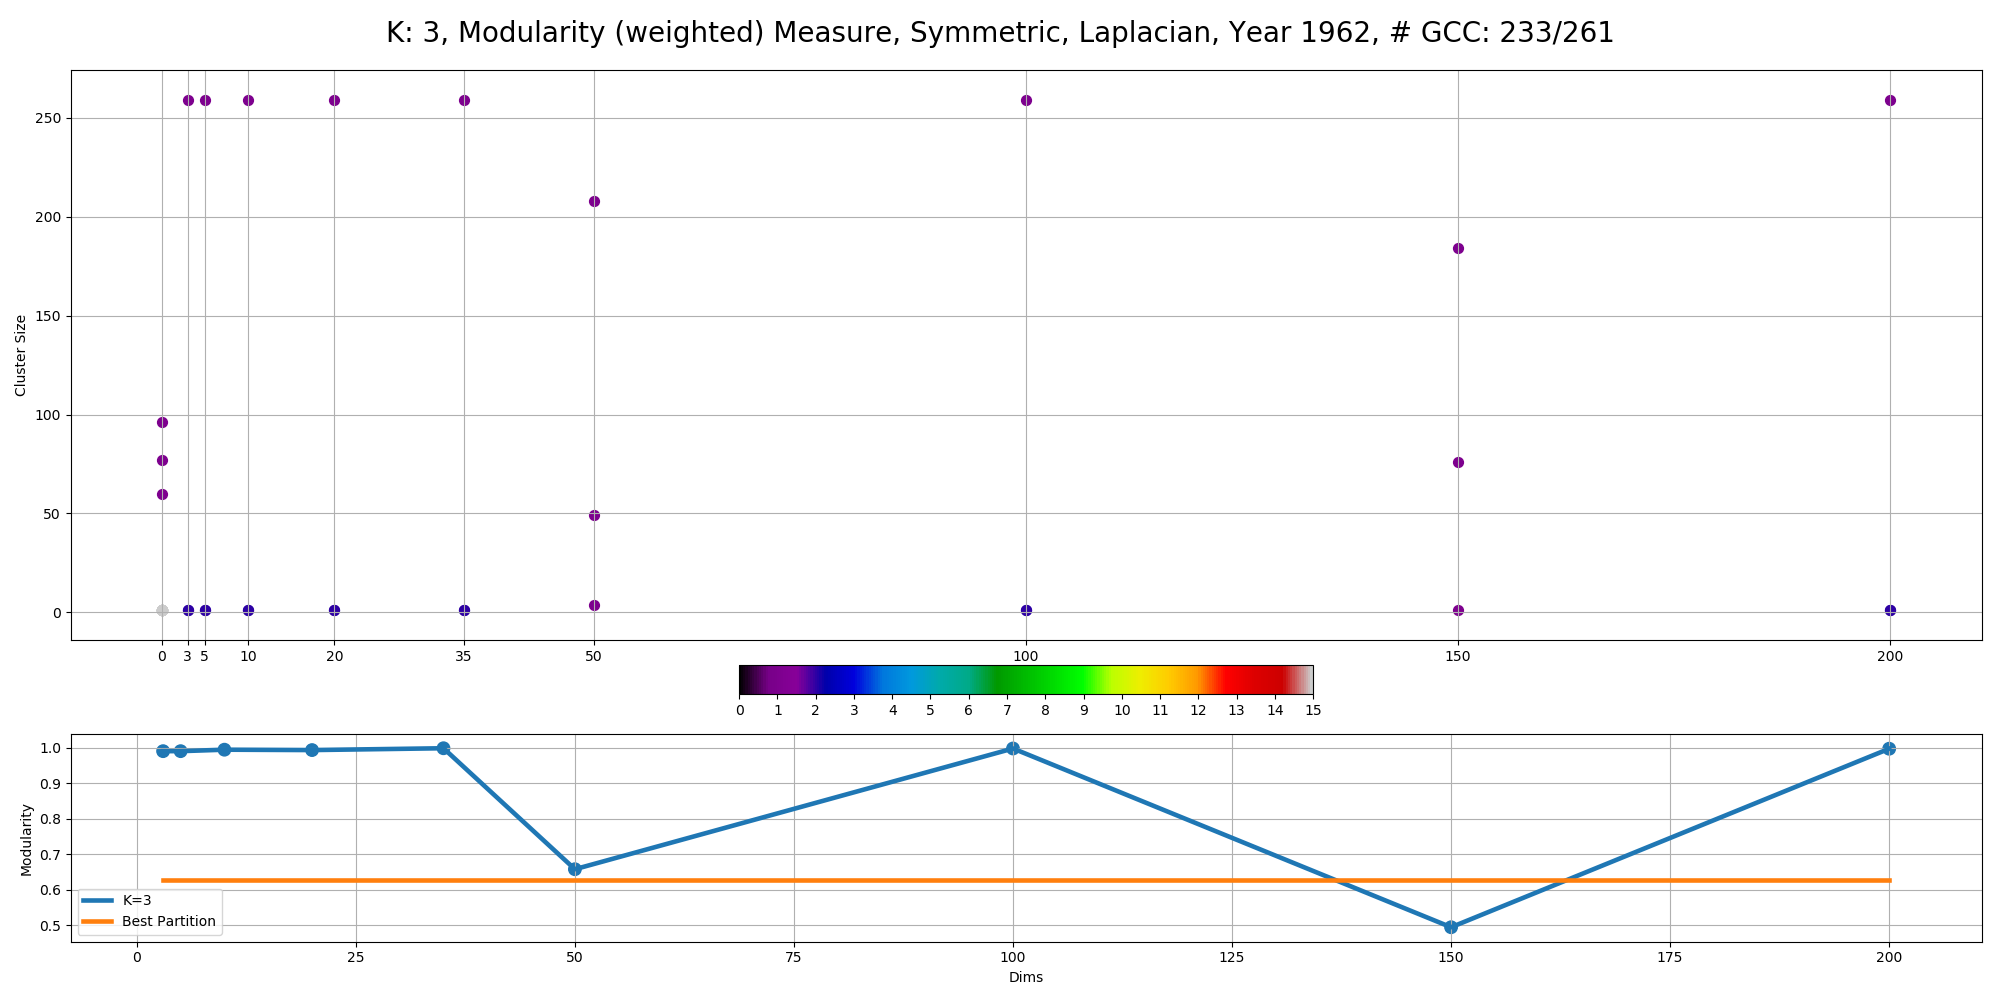 K: 3, Modularity (weighted) Measure, Symmetric, Laplacian, Year 1962, # GCC: 233/261
Cluster Size
250
200
150
100
50
0
0 3 5 10 20 35 50 100 150 200
0 1 2 3 4 5 6 7 8 9 10 11 12 13 14 15
Modularity
1.0
0.9
0.8
0.7
0.6
0.5
K=3
Best Partition
0 25 50 75 100 125 150 175 200
Dims